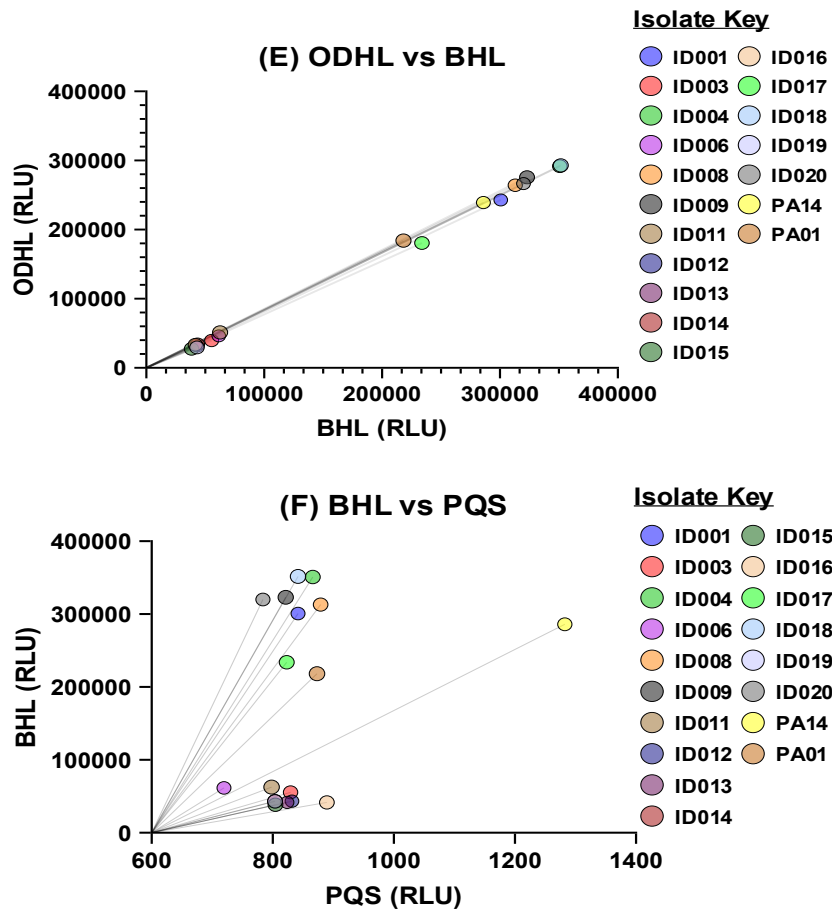 Isolate Key
(E) ODHL vs BHL
ID001 ID016
ID003 ID017
ID004 ID018
ID006 ID019
ID008 ID020
ID009 PA14
ID011 PA01
ID012
ID013
ID014
ID015
400000
300000
200000
100000
0
ODHL (RLU)
0 100000 200000 300000 400000
BHL (RLU)
Isolate Key
(F) BHL vs PQS
ID001 ID015
ID003 ID016
ID004 ID017
ID006 ID018
ID008 ID019
ID009 ID020
ID011 PA14
ID012 PA01
ID013
ID014
400000
300000
200000
100000
0
BHL (RLU)
600 800 1000 1200 1400
PQS (RLU)